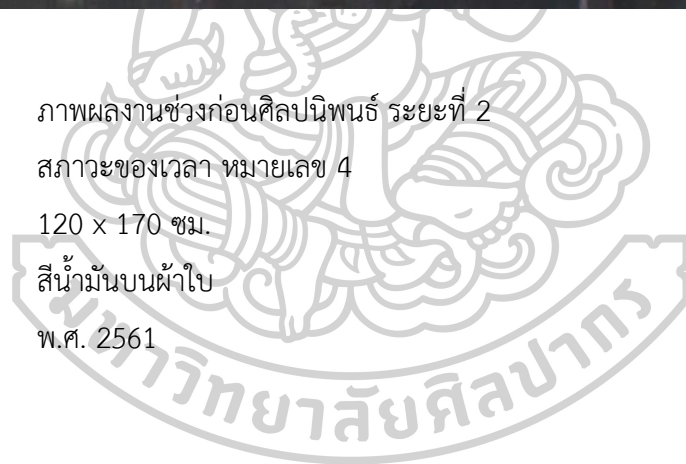 ภาพผลงานช่วงก่อนศิลปนิพนธ์ ระยะที่ 2
สภาวะของเวลา หมายเลข 4
120 x 170 ซม.
สีน้ำมันบนผ้าใบ
พ.ศ. 2561
มหาวิทยาลัยศิลปากร